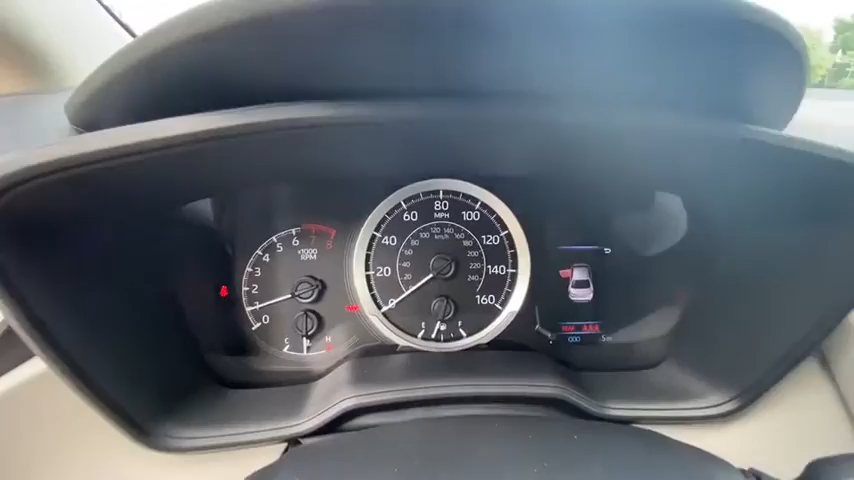 0 1 2 3 4 5 6 7 8
x1000
RPM
C H
0 20 40 60 80 100 120 140 160
MPH
20 40 60 80 100 120 140 160 180 200 220 240
km/h
E F
REAR